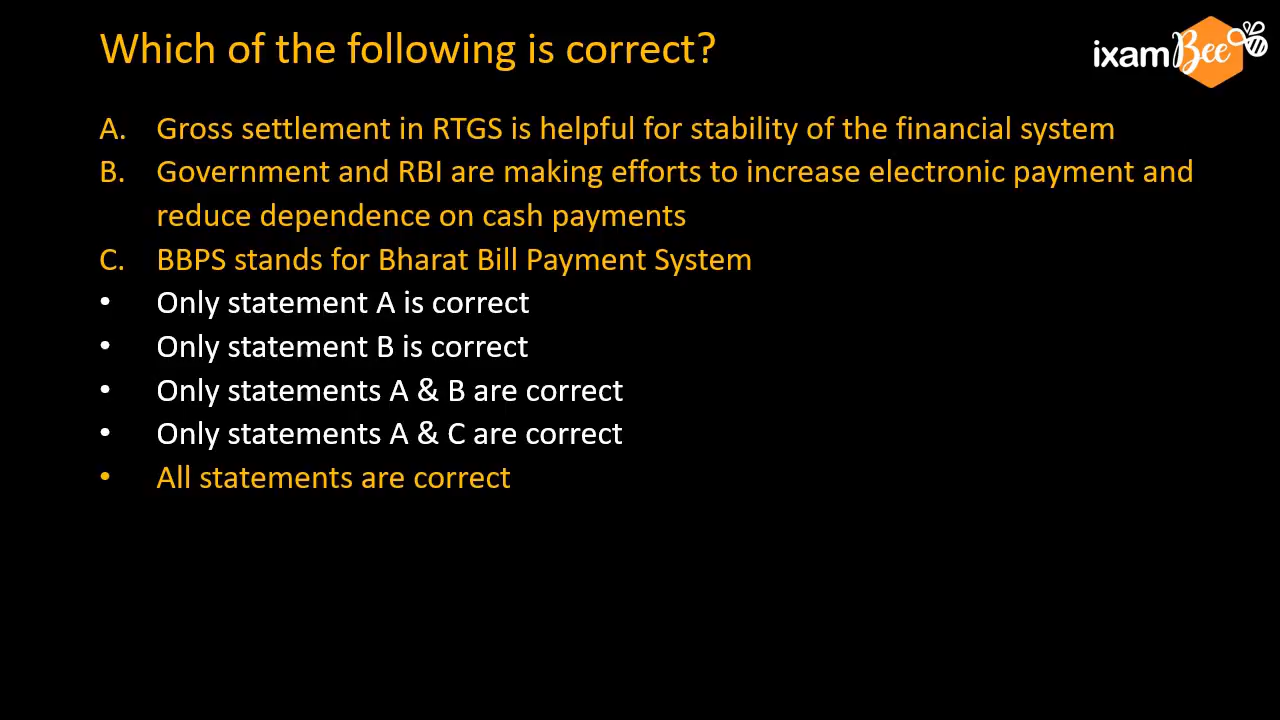 Which of the following is correct?
ixamBee
A. Gross settlement in RTGS is helpful for stability of the financial system
B. Government and RBI are making efforts to increase electronic payment and
reduce dependence on cash payments
C. BBPS stands for Bharat Bill Payment System
• Only statement A is correct
• Only statement B is correct
• Only statements A & B are correct
• Only statements A & C are correct
• All statements are correct